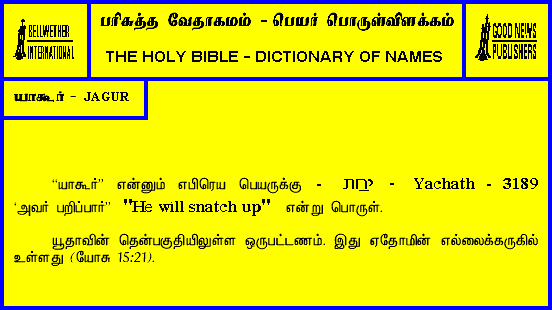 BELLWETHER
INTERNATIONAL
பரிசுத்த வேதாகமம் - பெயர் பொருள்விளக்கம்
THE HOLY BIBLE - DICTIONARY OF NAMES
GOOD NEWS
PUBLISHERS
யாகூர் - JAGUR
“யாகூர்” என்னும் எபிரெய பெயருக்கு - יחת - Yachath - 3189
‘அவர் பறிப்பார்’ "He will snatch up" என்று பொருள்.
யூதாவின் தென்பகுதியிலுள்ள ஒருபட்டணம். இது ஏதோமின் எல்லைக்கருகில்
உள்ளது (யோசு 15:21).